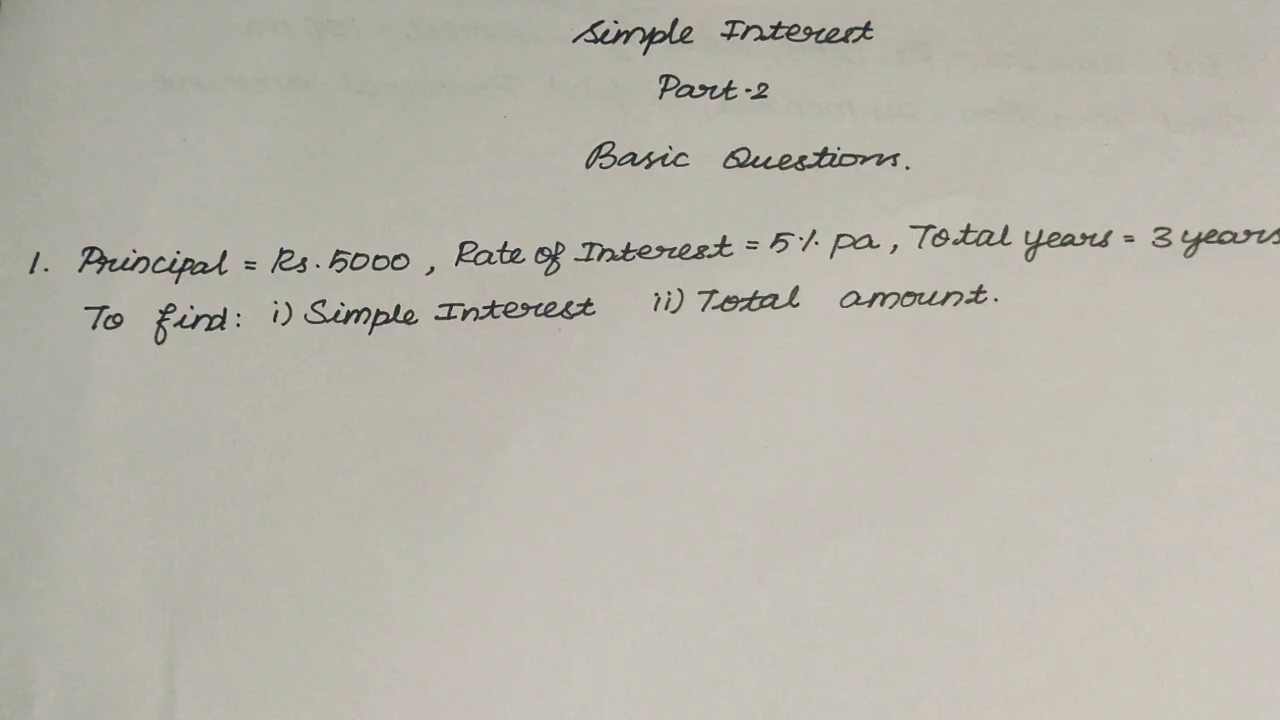 Simple Interest
Part-2
Basic Questions.
1. Principal = Rs. 5000, Rate of Interest = 5% pa, Total years = 3 years
To find: i) Simple Interest ii) Total amount.